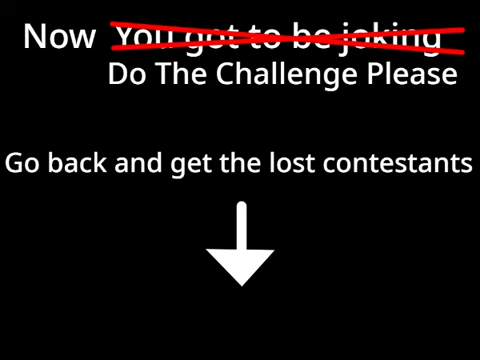 Now You got to be joking
Do The Challenge Please
Go back and get the lost contestants